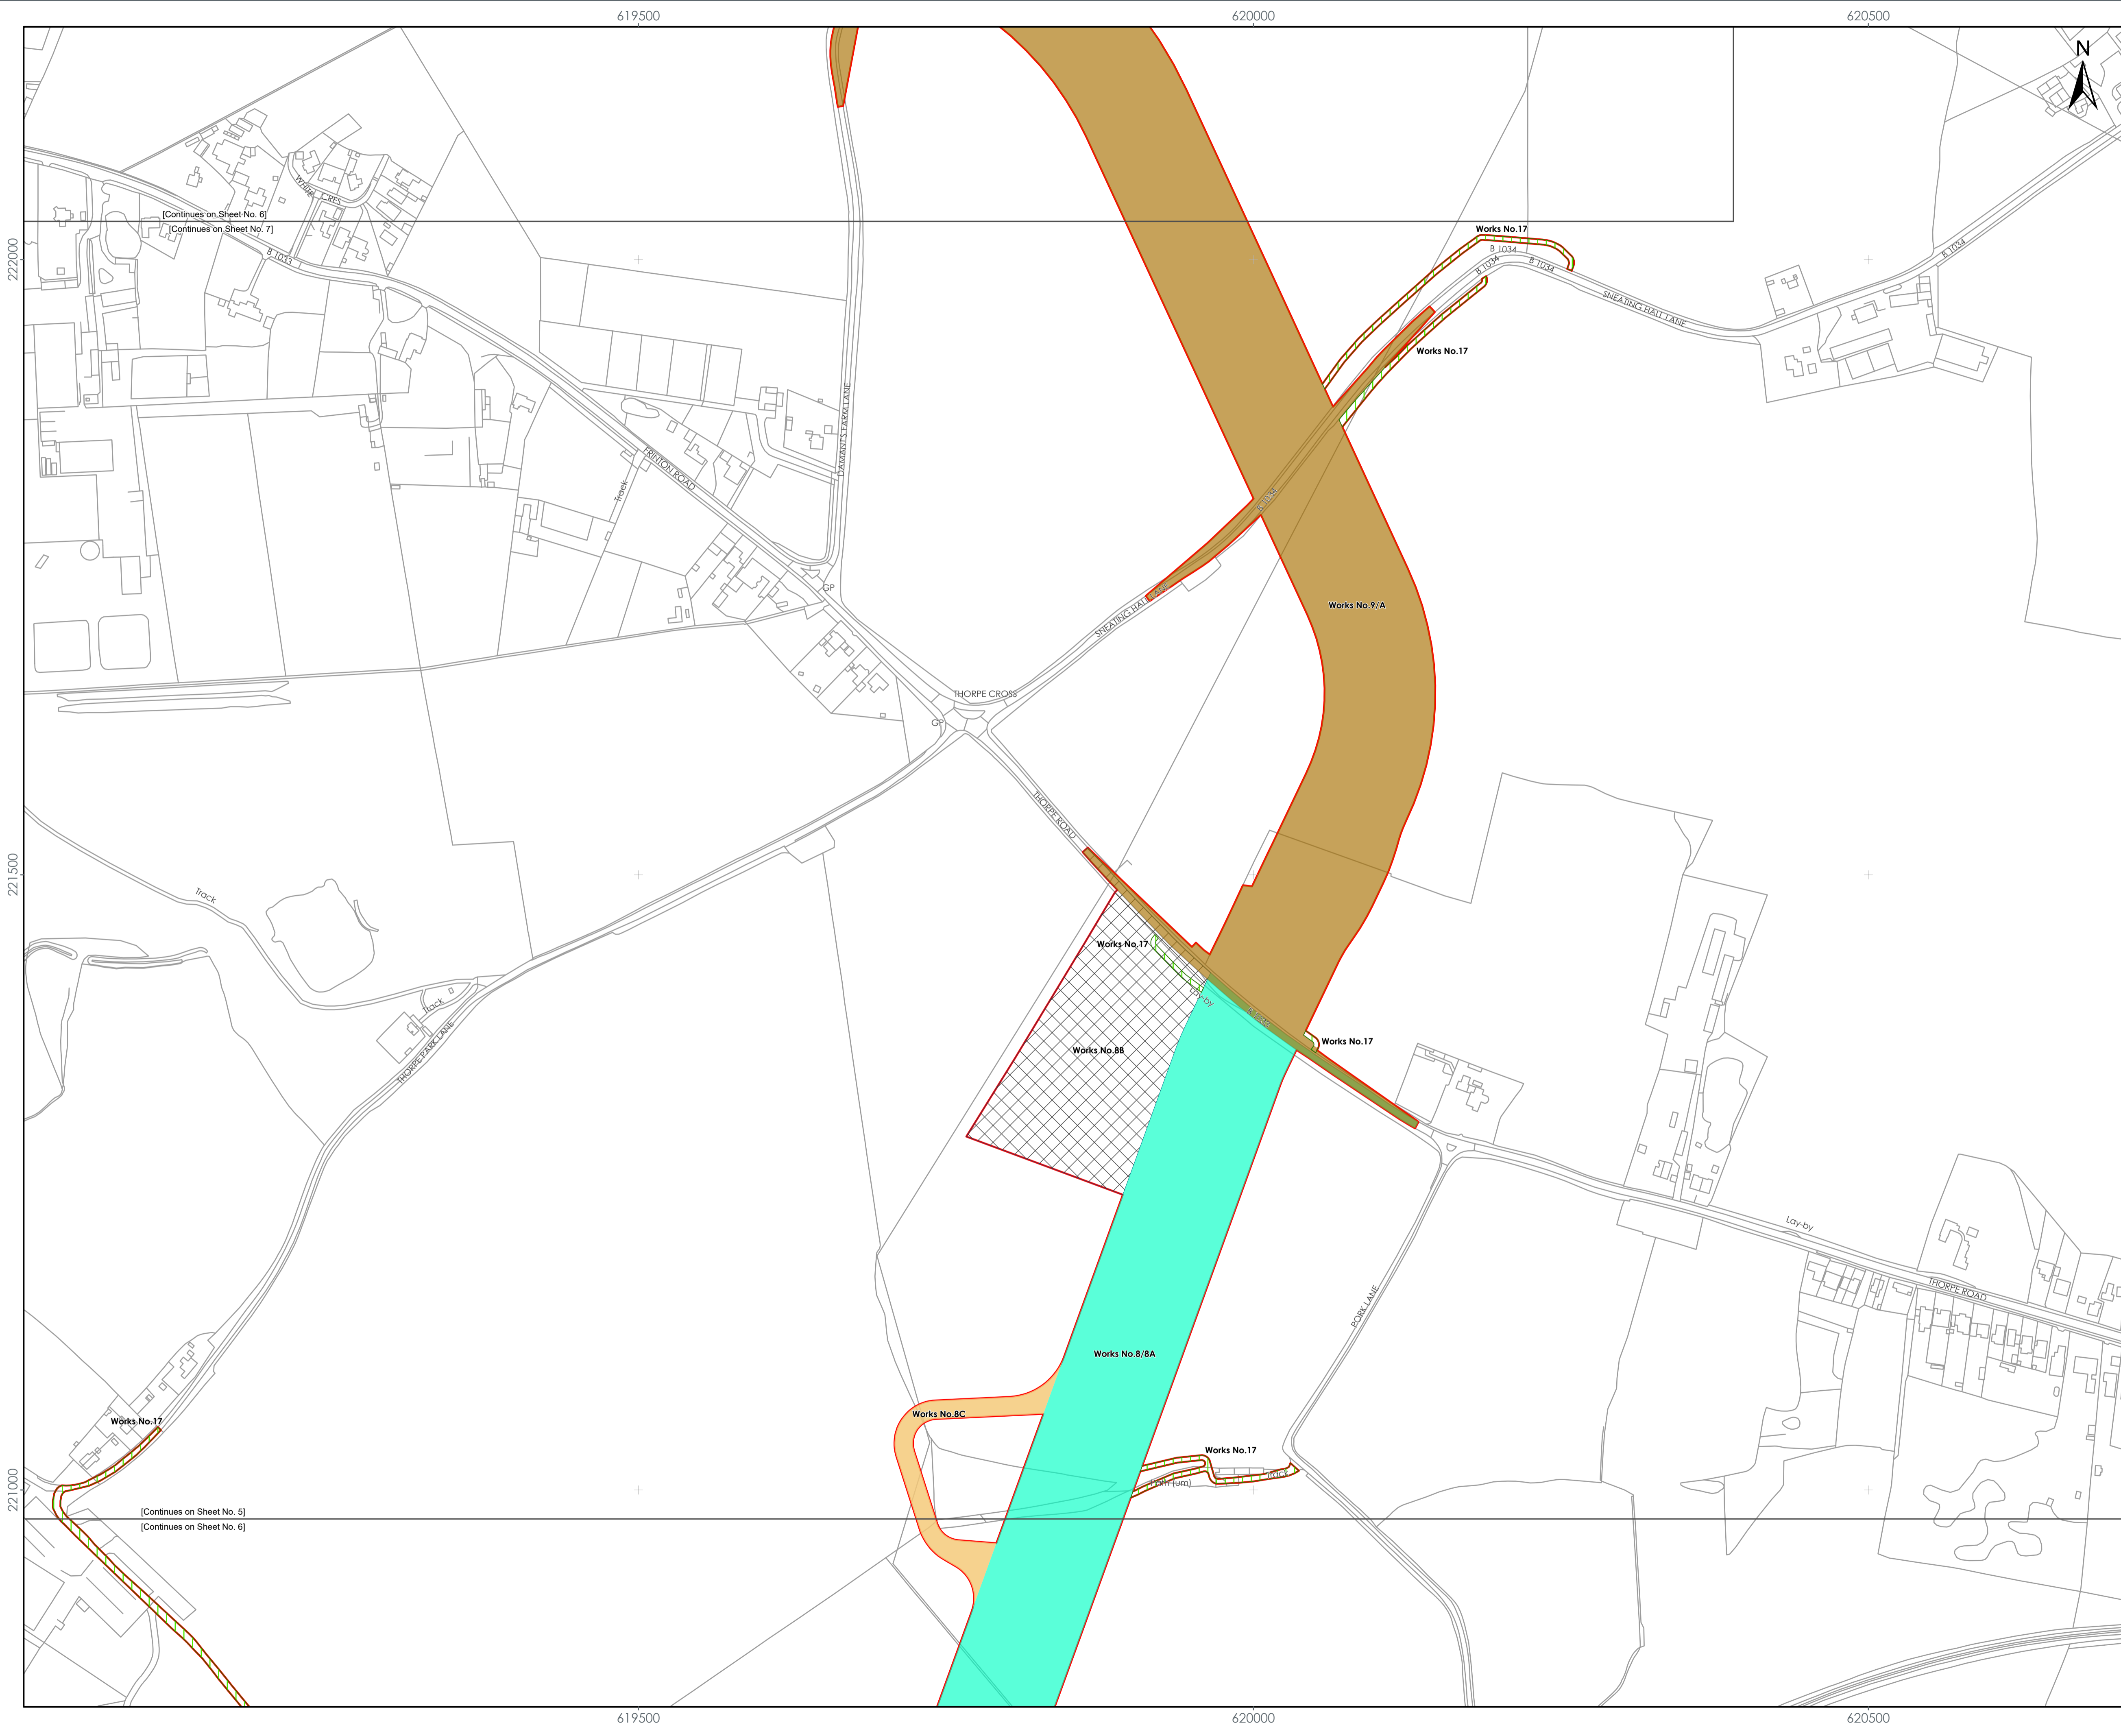 619500
620000
620500
N
WHITE CRES
[Continues on Sheet No. 6]
[Continues on Sheet No. 7]
222000
B 1033
Works No.17
B 1034
B 1034
B 1034
B 1034
SNEATING HALL LANE
Works No.17
DAMANTS FARM LANE
FRINTON ROAD
Track
B 1034
GP
SNEATING HALL LANE
Works No.9/A
THORPE CROSS
GP
THORPE ROAD
221500
Track
Works No.17
Lay-by
B 1033
Track
Works No.17
Works No.8B
THORPE PARK LANE
Lay-by
THORPE ROAD
PORK LANE
Works No.8/8A
Works No.8C
Works No.17
Works No.17
Track
Path (um)
221000
[Continues on Sheet No. 5]
[Continues on Sheet No. 6]
619500
620000
620500